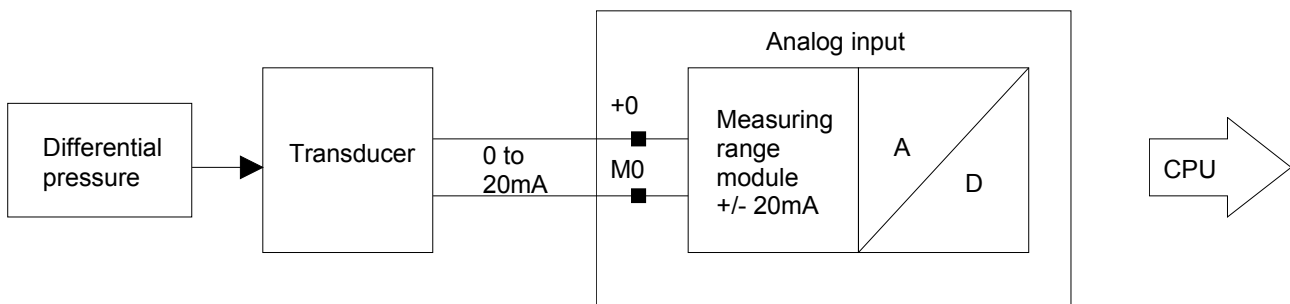 Analog input
Differential
pressure
Transducer
0 to
20mA
+0
M0
Measuring
range
module
+/- 20mA
A
D
CPU